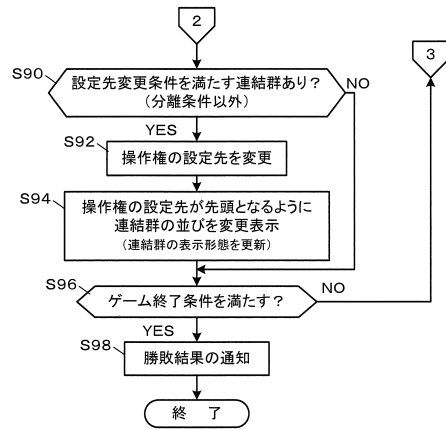 2
3
S90
設定先変更条件を満たす連結群あり？
(分離条件以外)
NO
YES
S92
操作権の設定先を変更
S94
操作権の設定先が先頭となるように
連結群の並びを変更表示
(連結群の表示形態を更新)
S96
ゲーム終了条件を満たす？
NO
YES
S98
勝敗結果の通知
終　了